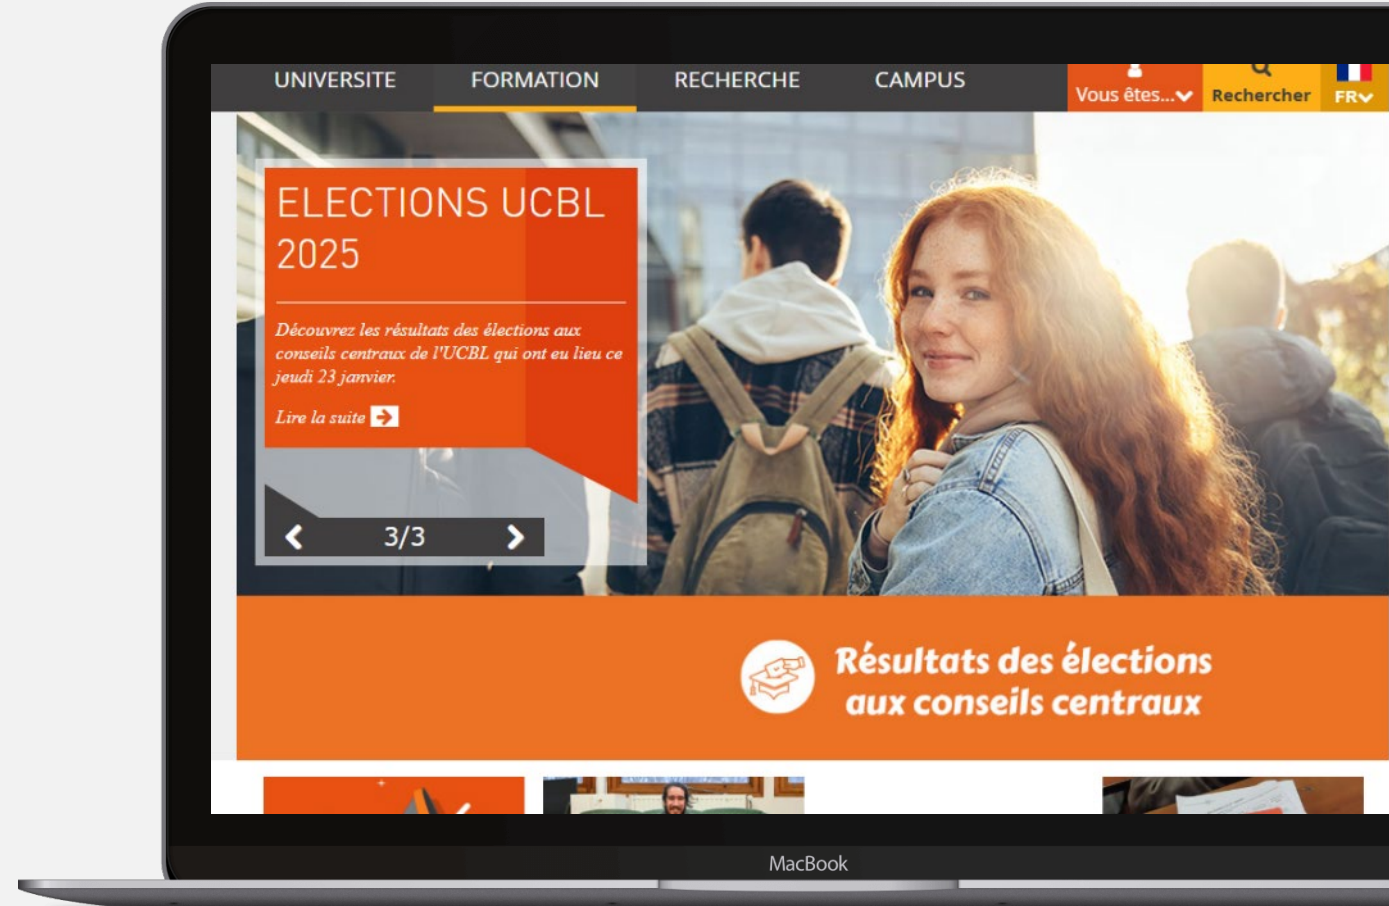 UNIVERSITE
FORMATION
RECHERCHE
CAMPUS
Vous êtes...
Rechercher
FR
ELECTIONS UCBL
2025
Découvrez les résultats des élections aux
conseils centraux de l'UCBL qui ont eu lieu ce
jeudi 23 janvier.
Lire la suite
3/3
Résultats des élections
aux conseils centraux
MacBook